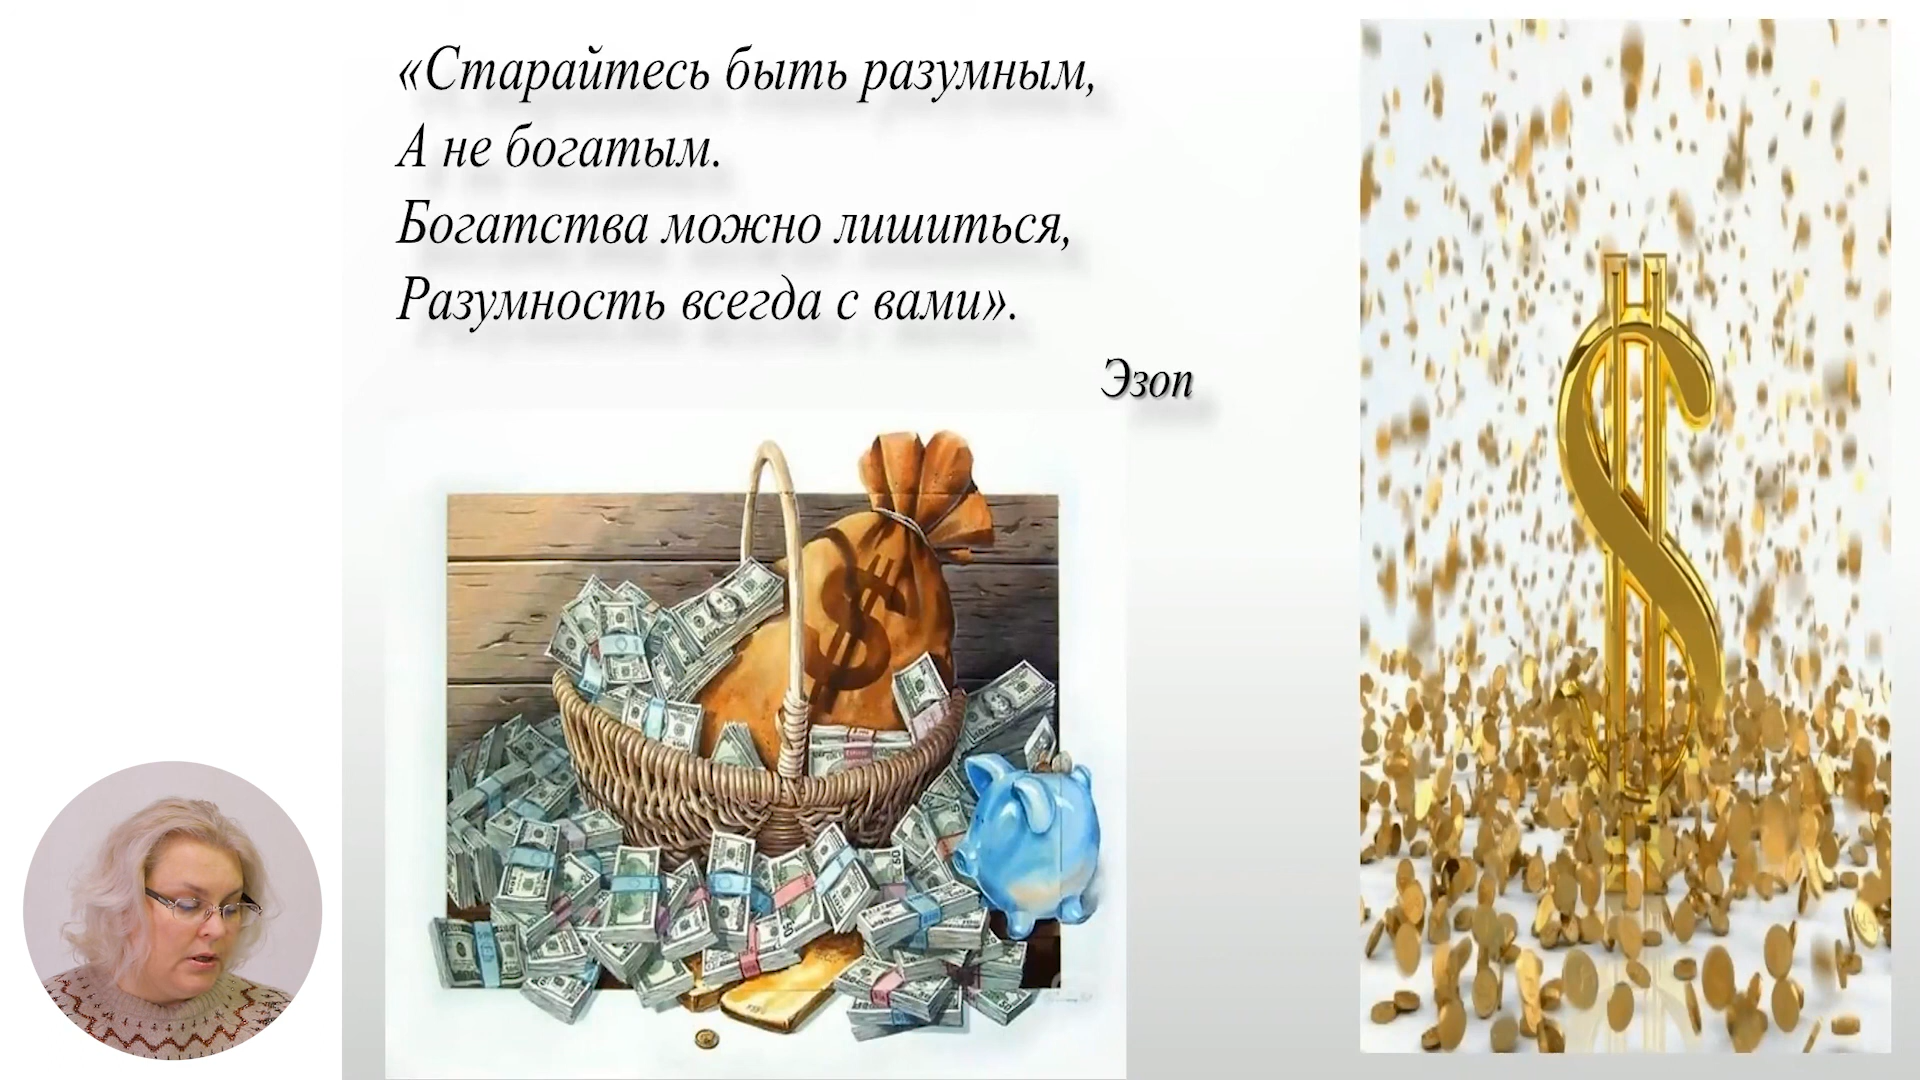 «Старайтесь быть разумным,
А не богатым.
Богатства можно лишиться,
Разумность всегда с вами».
Эзоп